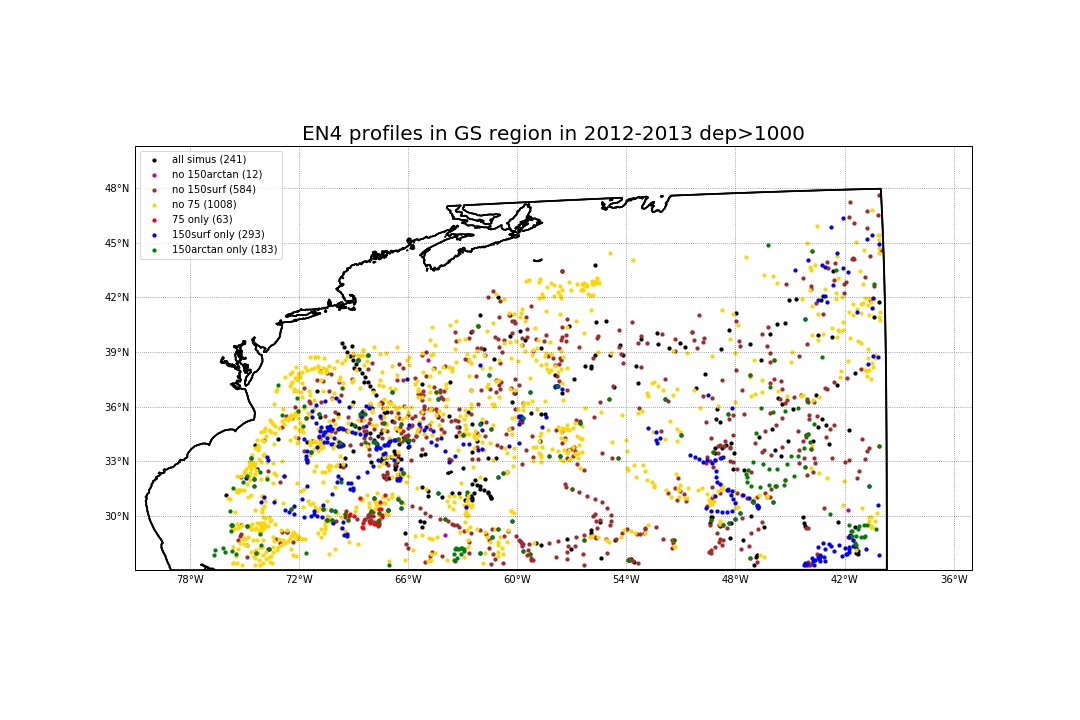 EN4 profiles in GS region in 2012-2013 dep>1000
all simus (241)
no 150arctan (12)
no 150surf (584)
no 75 (1008)
75 only (63)
150surf only (293)
150arctan only (183)
48°N
45°N
42°N
39°N
36°N
33°N
30°N
78°W 72°W 66°W 60°W 54°W 48°W 42°W 36°W